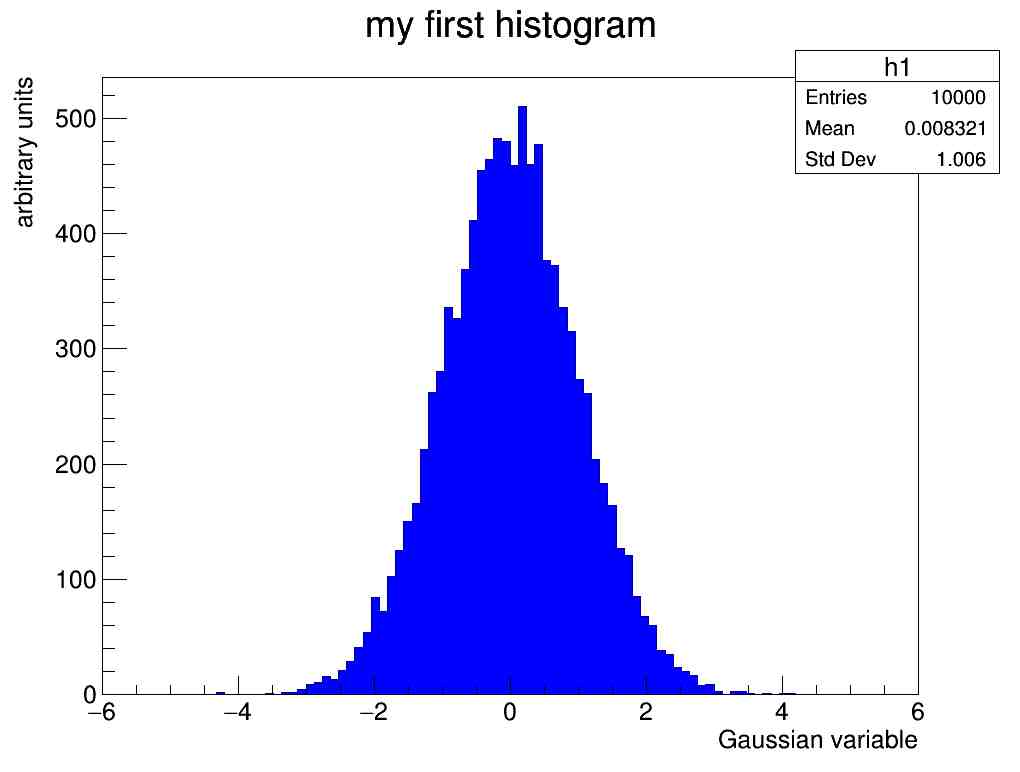 my first histogram
h1
Entries 10000
Mean 0.008321
Std Dev 1.006
arbitrary units
500
400
300
200
100
0
−6 −4 −2 0 2 4 6
Gaussian variable